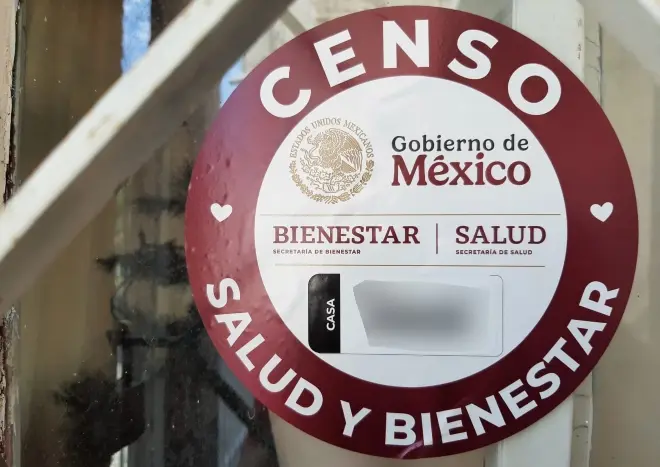 CENSO
ESTADOS UNIDOS MEXICANOS
Gobierno de
México
BIENESTAR
SECRETARÍA DE BIENESTAR
SALUD
SECRETARÍA DE SALUD
CASA
SALUD Y BIENESTAR